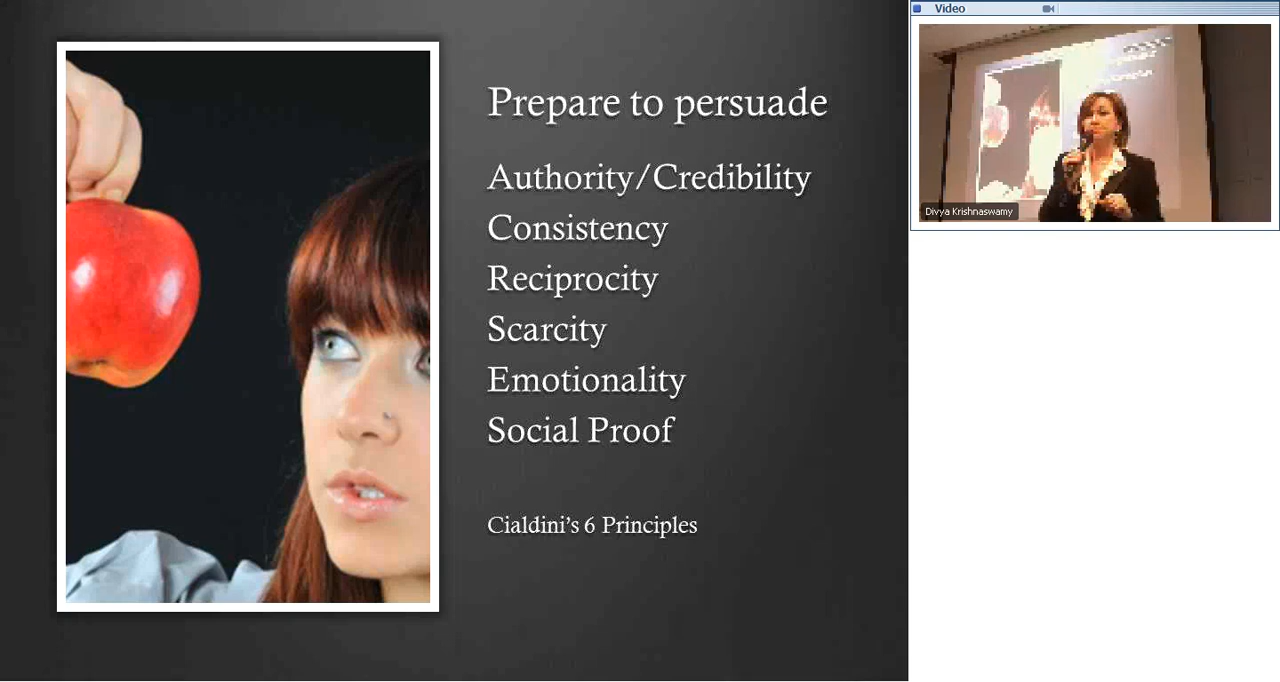 Prepare to persuade
Authority/Credibility
Consistency
Reciprocity
Scarcity
Emotionality
Social Proof
Cialdini's 6 Principles
Video
Divya Krishnaswamy